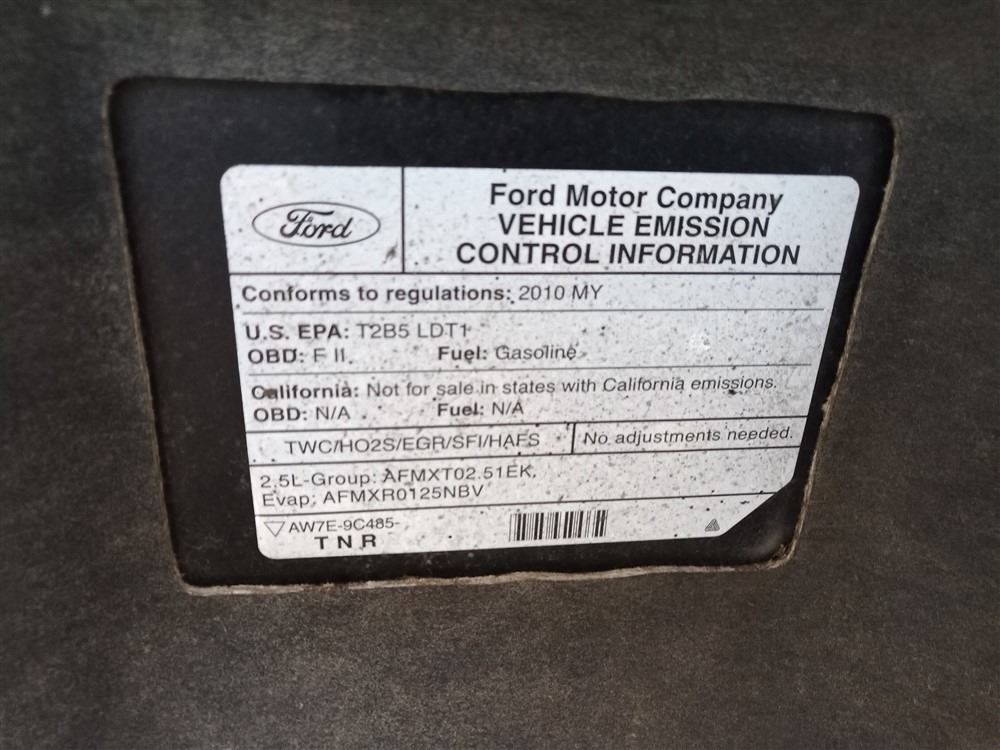 Ford
Ford Motor Company
VEHICLE EMISSION
CONTROL INFORMATION
Conforms to regulations: 2010 MY
U.S. EPA: T2B5 LDT1
OBD: F II Fuel: Gasoline
California: Not for sale in states with California emissions.
OBD: N/A Fuel: N/A
TWC/HO2S/EGR/SFI/HAFS No adjustments needed.
2.5L-Group: AFMXT02.51EK
Evap: AFMXR0125NBV
AW7E-9C485-
TNR